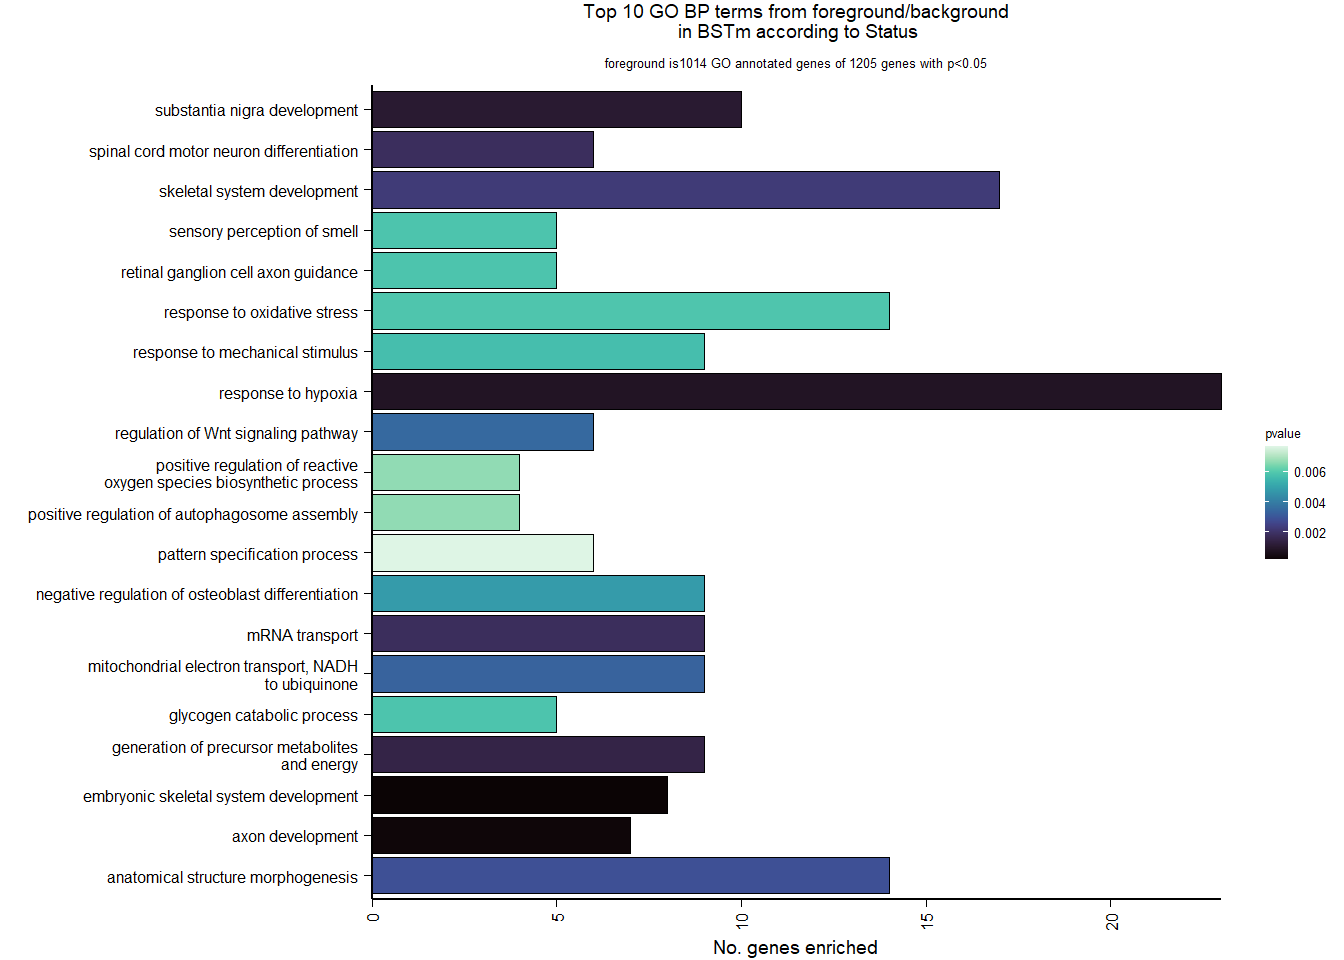 Top 10 GO BP terms from foreground/background
in BSTm according to Status
foreground is1014 GO annotated genes of 1205 genes with p<0.05
substantia nigra development
spinal cord motor neuron differentiation
skeletal system development
sensory perception of smell
retinal ganglion cell axon guidance
response to oxidative stress
response to mechanical stimulus
response to hypoxia
regulation of Wnt signaling pathway
positive regulation of reactive
oxygen species biosynthetic process
positive regulation of autophagosome assembly
pattern specification process
negative regulation of osteoblast differentiation
mRNA transport
mitochondrial electron transport, NADH
to ubiquinone
glycogen catabolic process
generation of precursor metabolites
and energy
embryonic skeletal system development
axon development
anatomical structure morphogenesis
0
5
10
15
20
No. genes enriched
pvalue
0.006
0.004
0.002